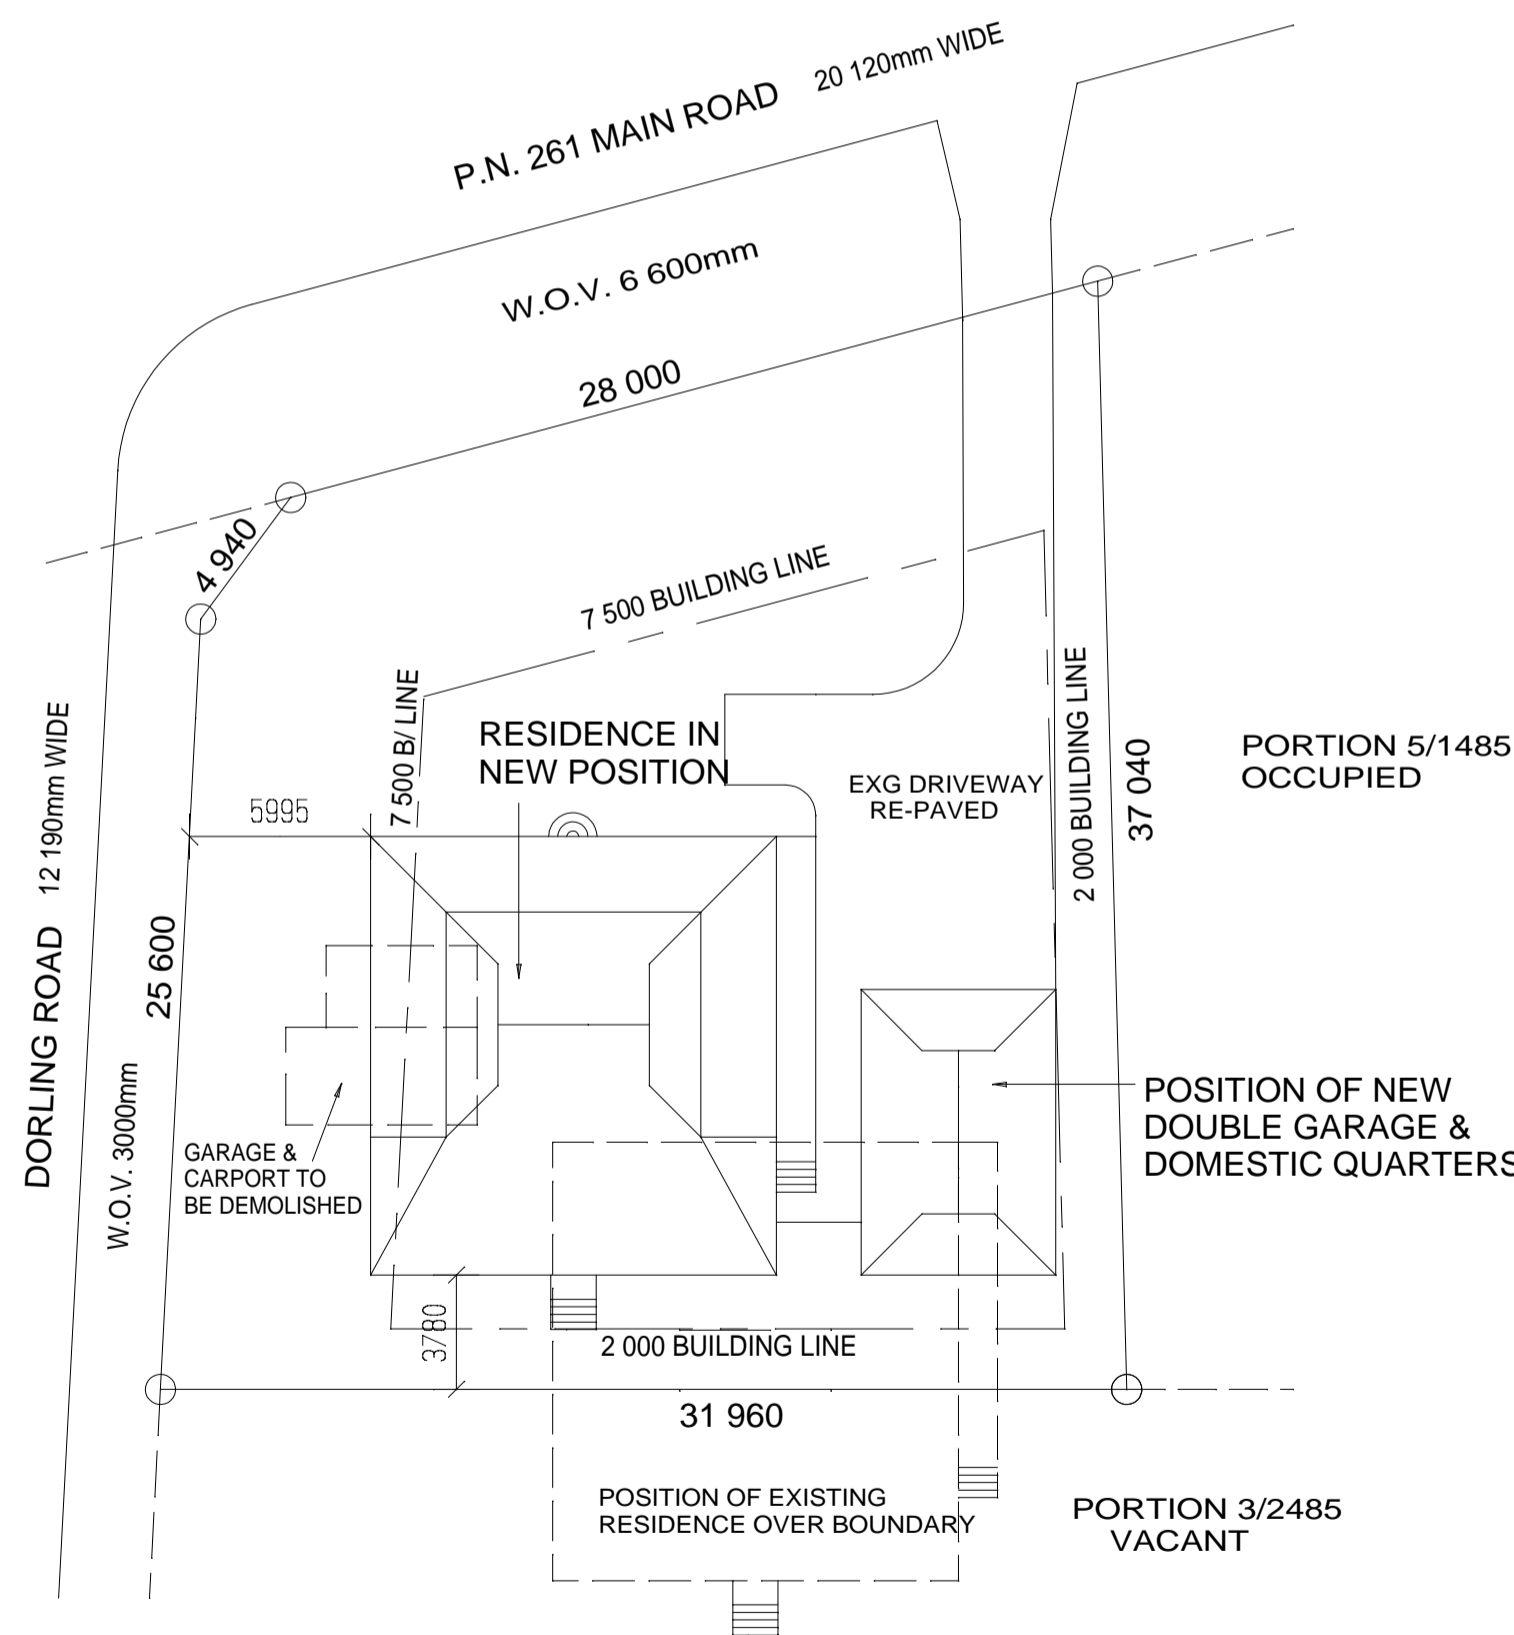 P.N. 261 MAIN ROAD 20 120mm WIDE
W.O.V. 6 600mm
28 000
4 940
7 500 BUILDING LINE
7 500 B/ LINE
RESIDENCE IN
NEW POSITION
5995
EXG DRIVEWAY
RE-PAVED
2 000 BUILDING LINE
37 040
PORTION 5/1485
OCCUPIED
DORLING ROAD 12 190mm WIDE
25 600
W.O.V. 3000mm
GARAGE &
CARPORT TO
BE DEMOLISHED
POSITION OF NEW
DOUBLE GARAGE &
DOMESTIC QUARTERS
3780
2 000 BUILDING LINE
31 960
POSITION OF EXISTING
RESIDENCE OVER BOUNDARY
PORTION 3/2485
VACANT